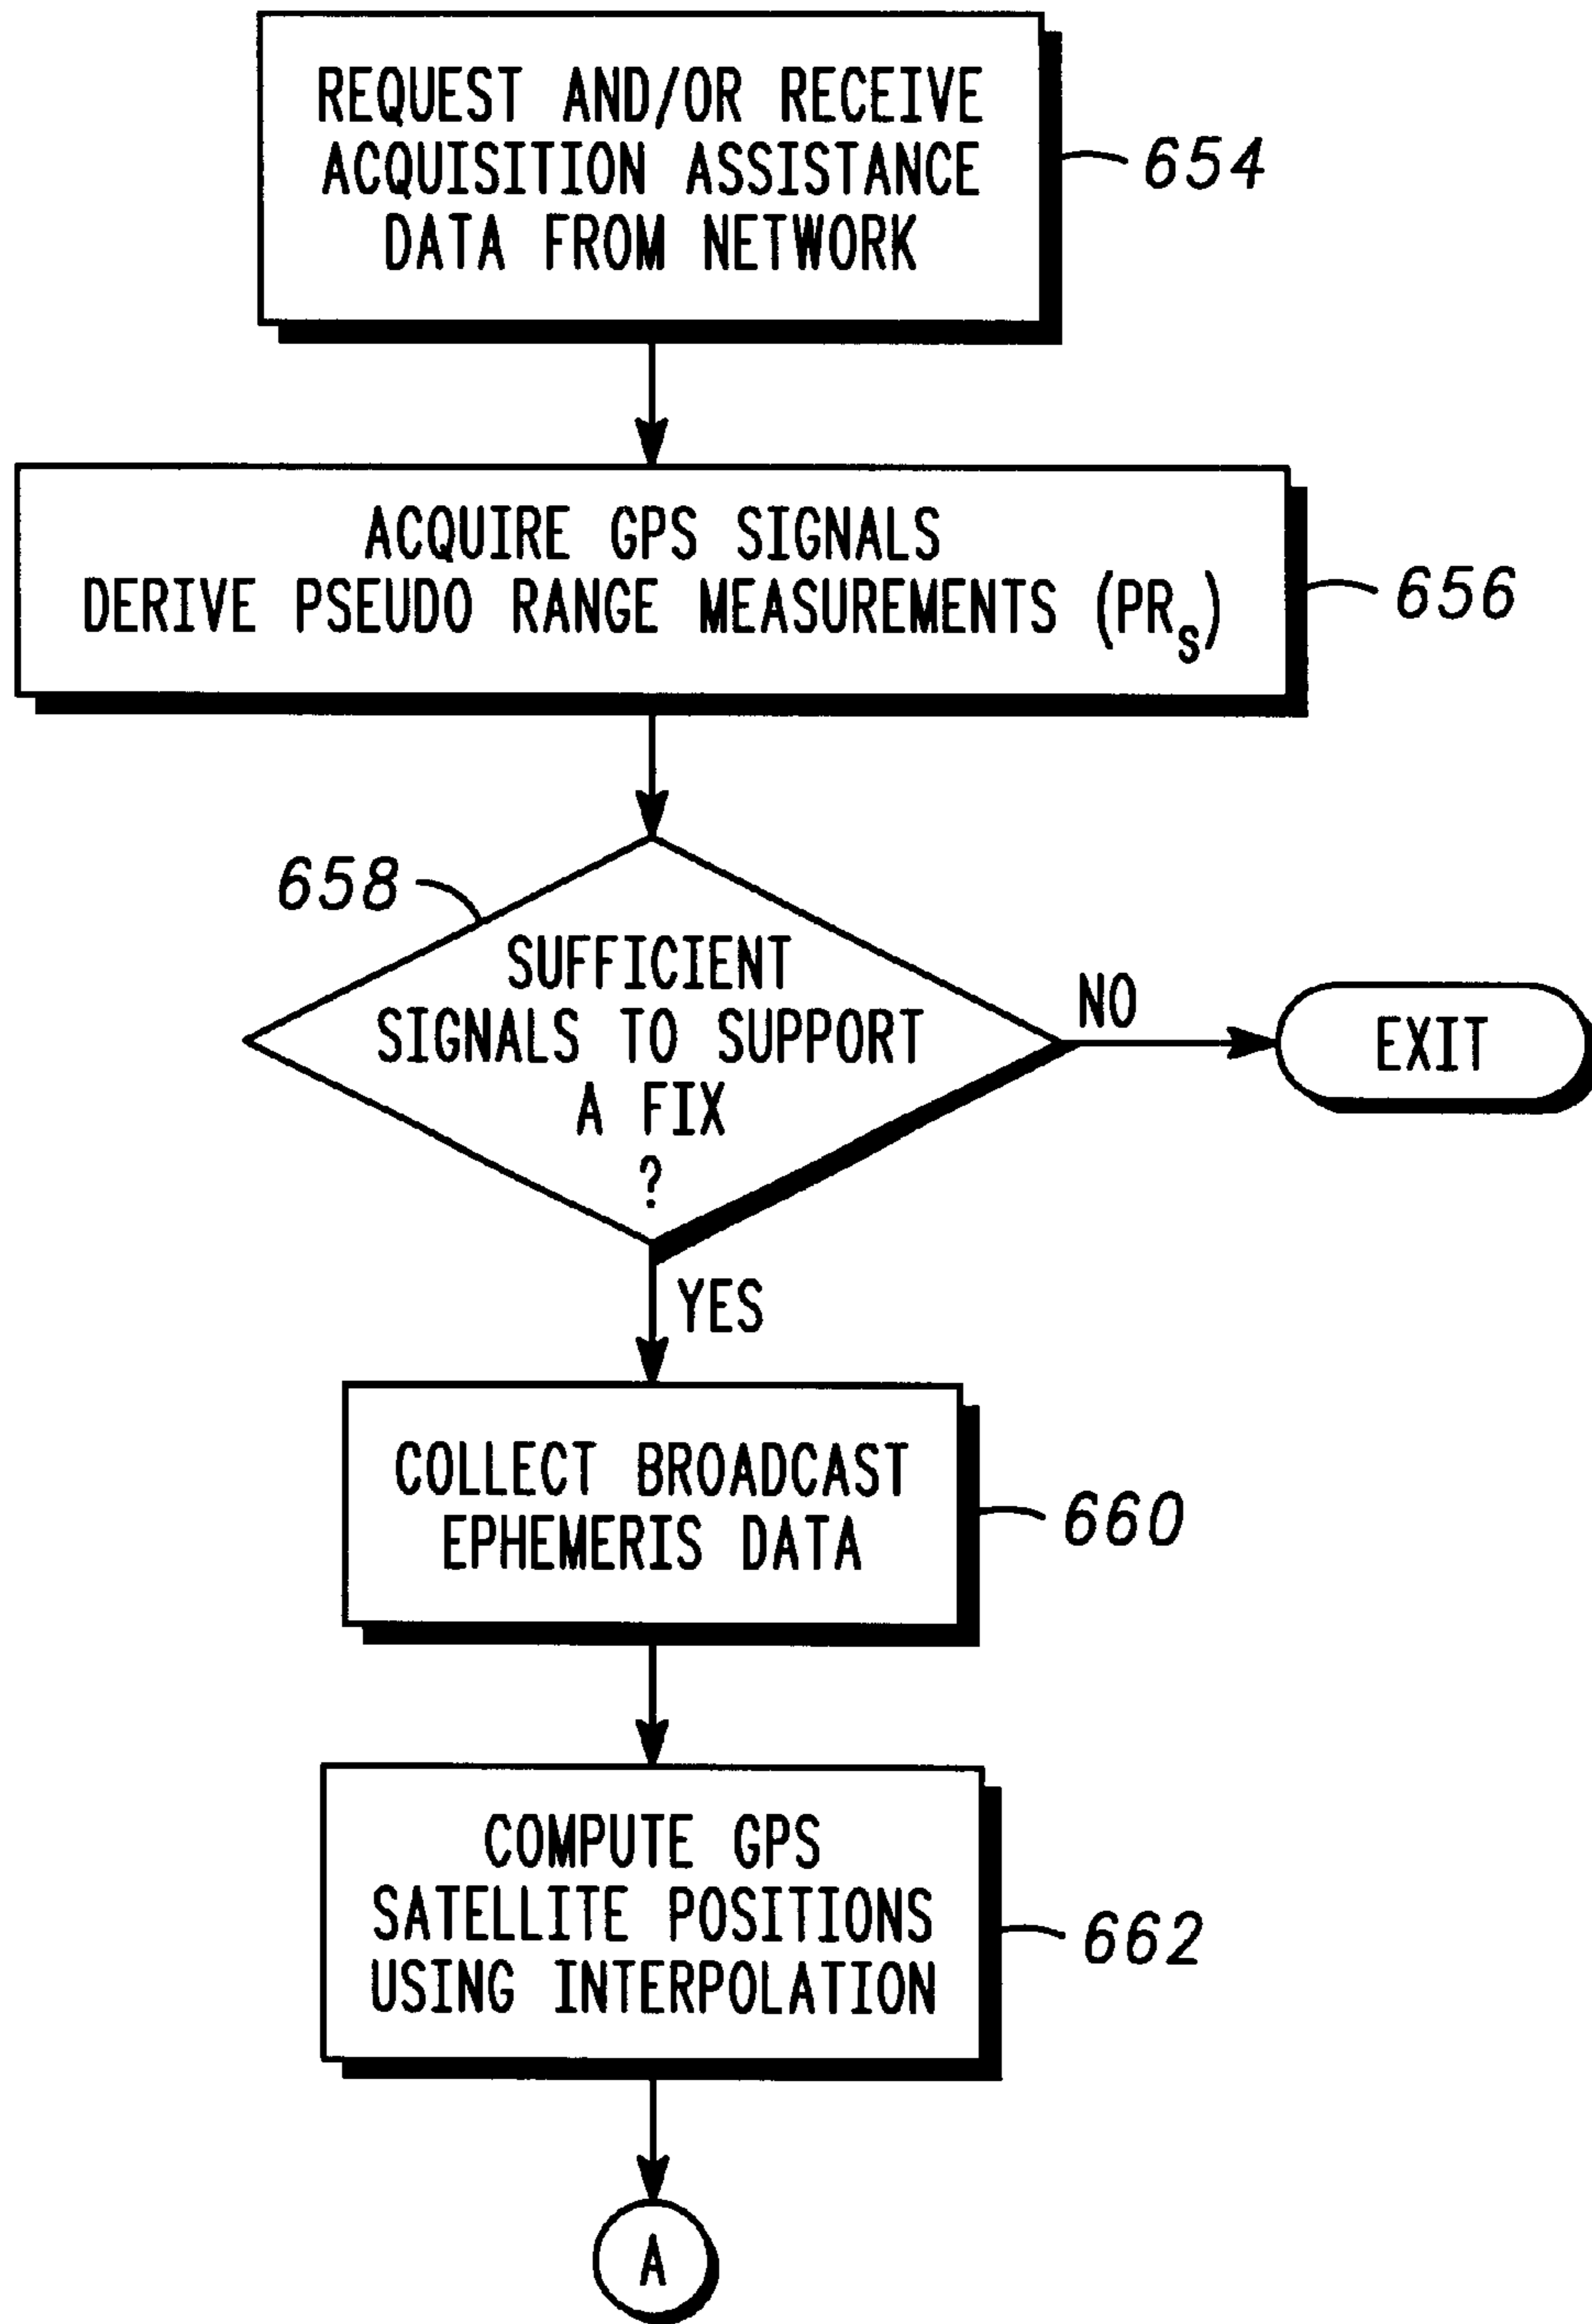 REQUEST AND/OR RECEIVE
ACQUISITION ASSISTANCE
DATA FROM NETWORK
654
ACQUIRE GPS SIGNALS
DERIVE PSEUDO RANGE MEASUREMENTS (PRs)
656
658
SUFFICIENT
SIGNALS TO SUPPORT
A FIX
?
NO
EXIT
YES
COLLECT BROADCAST
EPHEMERIS DATA
660
COMPUTE GPS
SATELLITE POSITIONS
USING INTERPOLATION
662
A